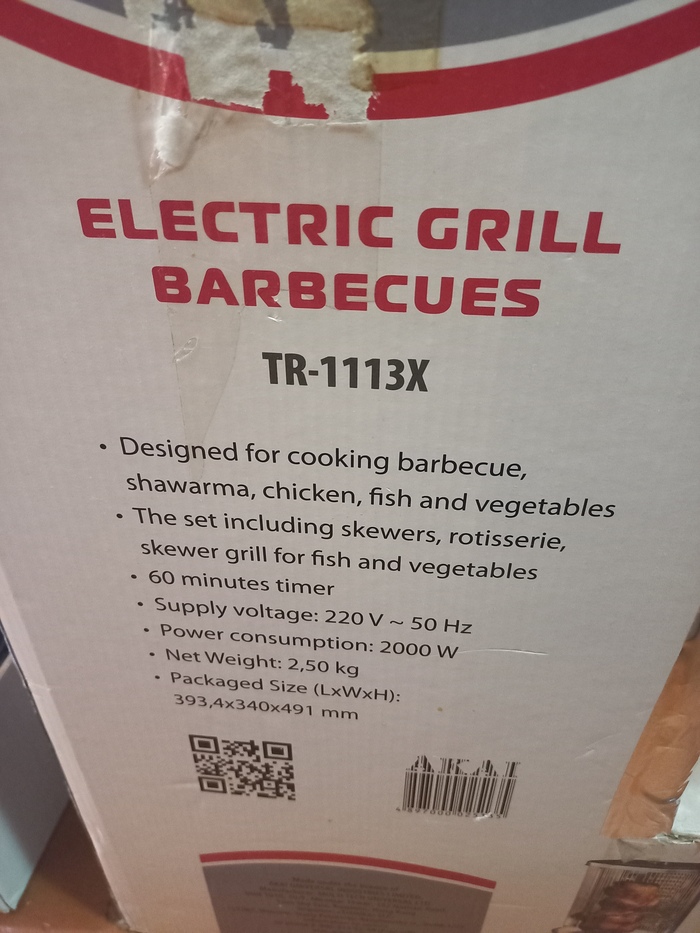 ELECTRIC GRILL
BARBECUES
TR-1113X
• Designed for cooking barbecue,
shawarma, chicken, fish and vegetables
• The set including skewers, rotisserie,
skewer grill for fish and vegetables
• 60 minutes timer
• Supply voltage: 220 V ~ 50 Hz
• Power consumption: 2000 W
• Net Weight: 2,50 kg
• Packaged Size (LxWxH):
393,4x340x491 mm
AKAI